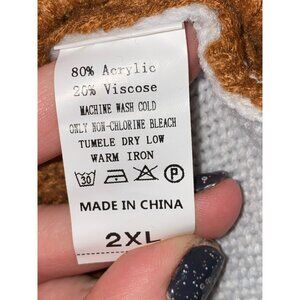 80% Acrylic
20% Viscose
MACHINE WASH COLD
ONLY NON-CHLORINE BLEACH
TUMELE DRY LOW
WARM IRON
30 P
MADE IN CHINA
2XL